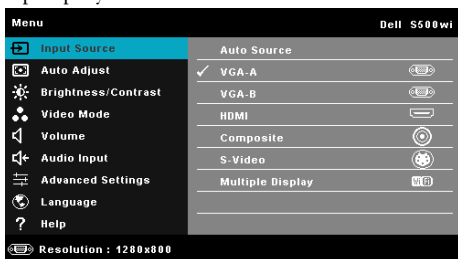 Menu Dell S500wi
Input Source Auto Source
Auto Adjust VGA-A
Brightness/Contrast VGA-B
Video Mode HDMI
Volume Composite
Audio Input S-Video
Advanced Settings Multiple Display WiFi
Language
? Help
Resolution : 1280x800